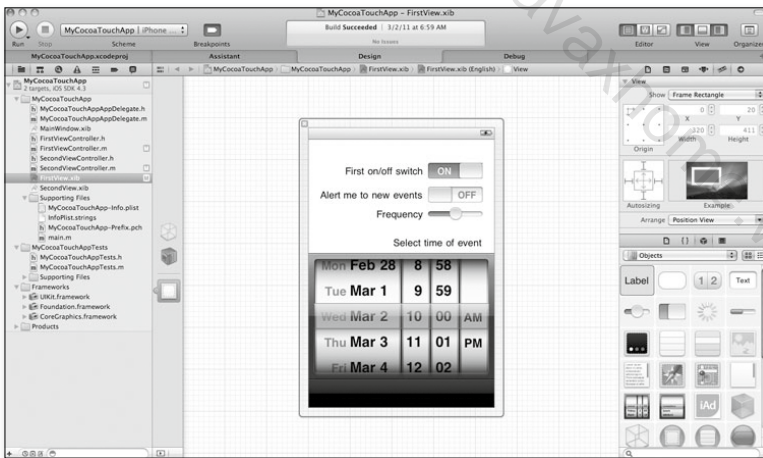 MyCocoaTouchApp – FirstView.xib
MyCocoaTouchApp | iPhone ...
Build Succeeded | 3/2/11 at 6:59 AM
No Issues
Run Stop Scheme Breakpoints Editor View Organizer
MyCocoaTouchApp.xcodeproj Assistant Design Debug
MyCocoaTouchApp MyCocoaTouchApp FirstView.xib FirstView.xib (English) View
MyCocoaTouchApp
2 targets, iOS SDK 4.3
MyCocoaTouchApp
MyCocoaTouchAppAppDelegate.h
MyCocoaTouchAppAppDelegate.m
MainWindow.xib
FirstViewController.h
FirstViewController.m
SecondViewController.h
SecondViewController.m
FirstView.xib
SecondView.xib
Supporting Files
MyCocoaTouchApp-Info.plist
InfoPlist.strings
MyCocoaTouchApp-Prefix.pch
main.m
MyCocoaTouchAppTests
MyCocoaTouchAppTests.h
MyCocoaTouchAppTests.m
Supporting Files
Frameworks
UIKit.framework
Foundation.framework
CoreGraphics.framework
Products
First on/off switch ON
Alert me to new events OFF
Frequency
Select time of event
Mon Feb 28 8 58
Tue Mar 1 9 59
Wed Mar 2 10 00 AM
Thu Mar 3 11 01 PM
Fri Mar 4 12 02
View
Show Frame Rectangle
0 20
X Y
320 411
Origin Width Height
Autosizing Example
Arrange Position View
Objects
Label 1 2 Text
iAd